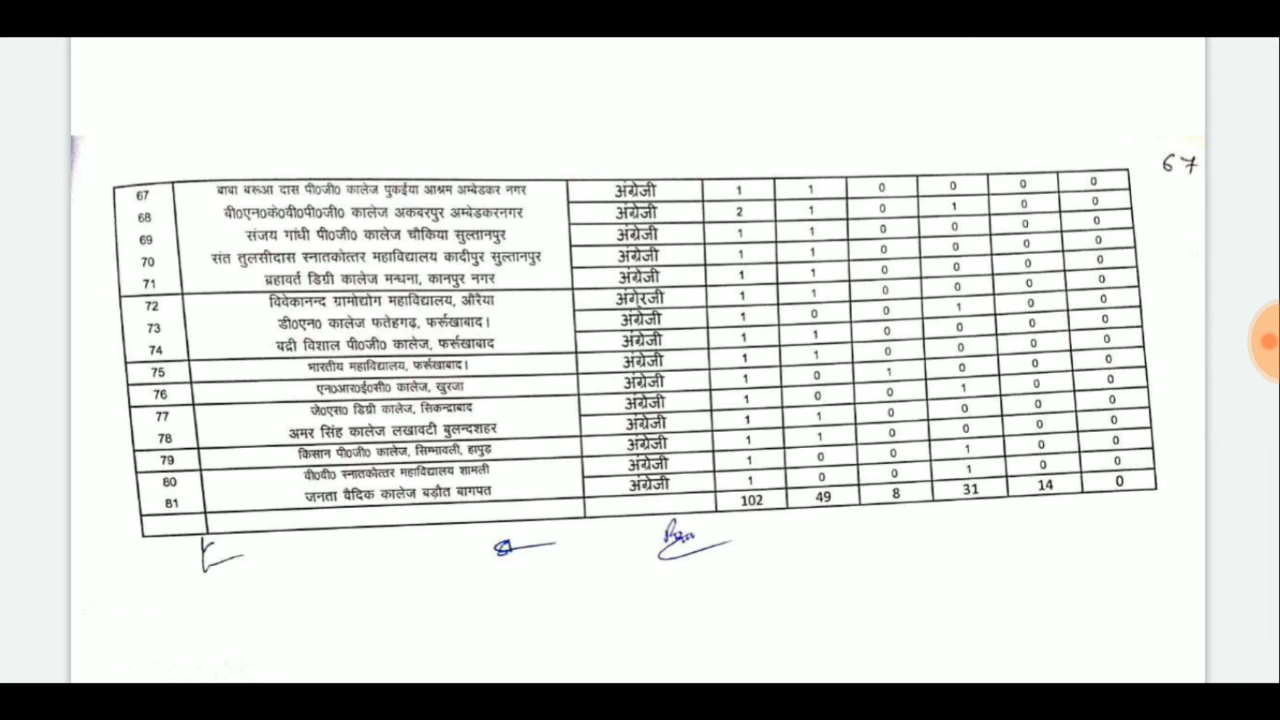 67
67 बाबा बरूआ दास पी0जी0 कालेज पुकईया आश्रम अम्बेडकर नगर अंग्रेजी 1 1 0 0 0 0
68 वी0एन0के0वी0पी0जी0 कालेज अकबरपुर अम्बेडकरनगर अंग्रेजी 2 1 0 1 0 0
69 संजय गांधी पी0जी0 कालेज चौकिया सुल्तानपुर अंग्रेजी 1 1 0 0 0 0
70 संत तुलसीदास स्नातकोत्तर महाविद्यालय कादीपुर सुल्तानपुर अंग्रेजी 1 1 0 0 0 0
71 ब्रहावर्त डिग्री कालेज मन्धना, कानपुर नगर अंग्रेजी 1 1 0 0 0 0
72 विवेकानन्द ग्रामोद्योग महाविद्यालय, औरैया अंगे्रजी 1 1 0 0 0 0
73 डी0एन0 कालेज फतेहगढ़, फर्रूखाबाद। अंग्रेजी 1 0 0 1 0 0
74 बद्री विशाल पी0जी0 कालेज, फर्रूखाबाद अंग्रेजी 1 1 0 0 0 0
75 भारतीय महाविद्यालय, फर्रूखाबाद। अंग्रेजी 1 1 0 0 0 0
76 एन0आर0ई0सी0 कालेज, खुरजा अंग्रेजी 1 0 1 0 0 0
77 जे0एस0 डिग्री कालेज, सिकन्द्राबाद अंग्रेजी 1 0 0 1 0 0
78 अमर सिंह कालेज लखावटी बुलन्दशहर अंग्रेजी 1 1 0 0 0 0
79 किसान पी0जी0 कालेज, सिम्भावली, हापुड़ अंग्रेजी 1 1 0 0 0 0
80 वी0वी0 स्नातकोत्तर महाविद्यालय शामली अंग्रेजी 1 0 0 1 0 0
81 जनता वैदिक कालेज बड़ौत बागपत अंग्रेजी 1 0 0 1 0 0
102 49 8 31 14 0